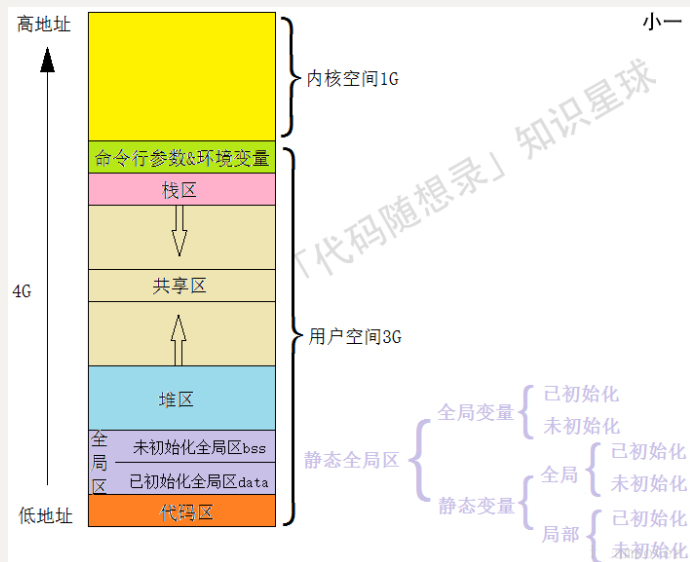 高地址
小一
内核空间1G
「代码随想录」知识星球
命令行参数&环境变量
栈区
共享区
4G
用户空间3G
堆区
全局区
未初始化全局区bss
已初始化全局区data
代码区
低地址
静态全局区
全局变量
已初始化
未初始化
静态变量
全局
已初始化
未初始化
局部
已初始化
未初始化